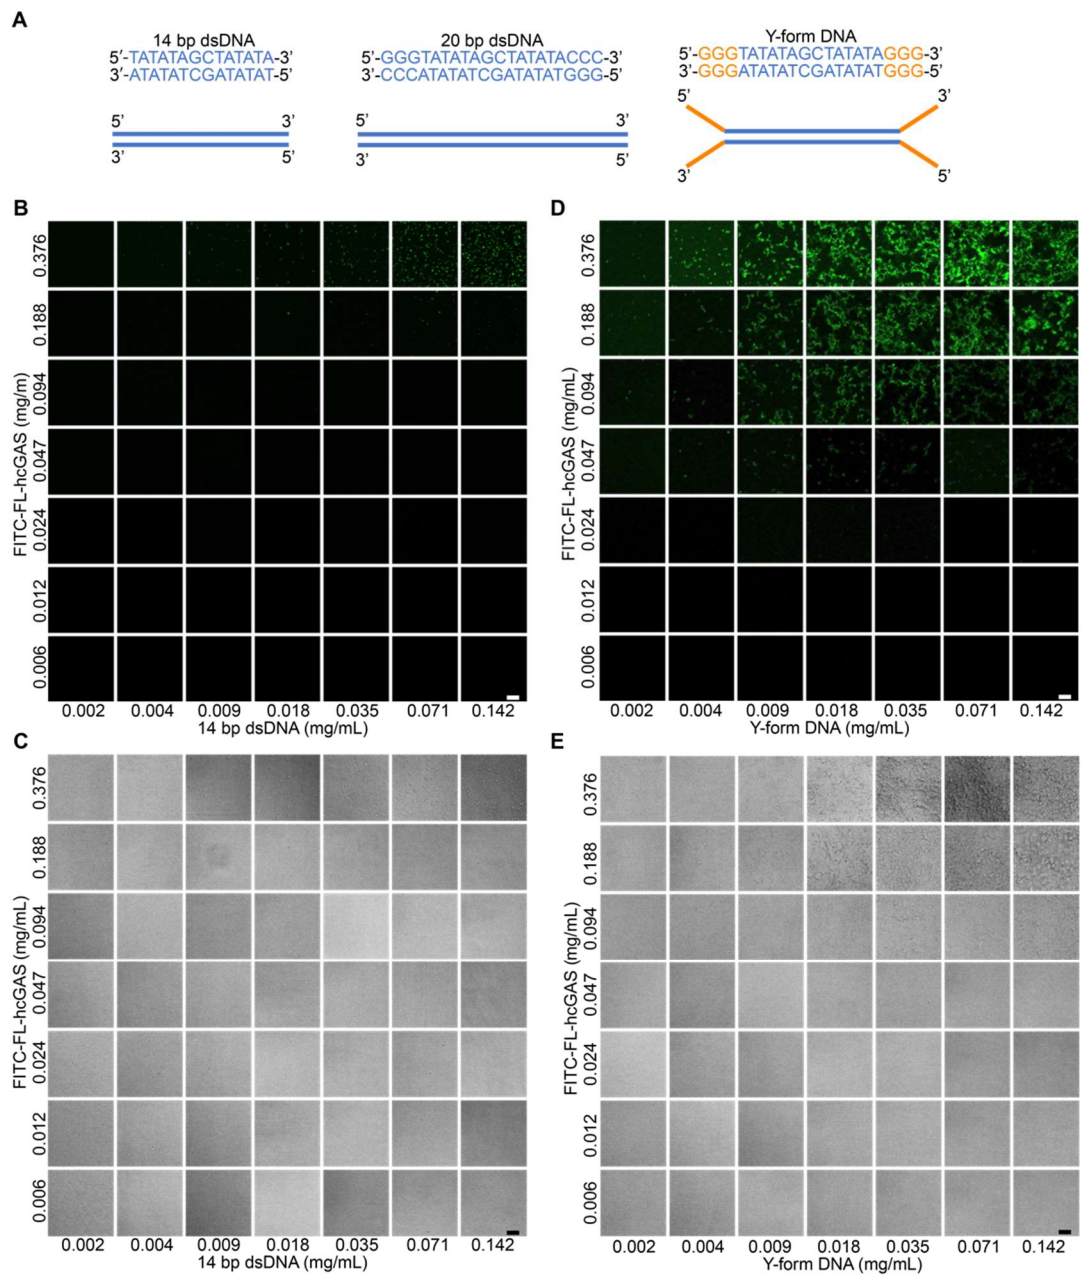 A
14 bp dsDNA
5′-TATATAGCTATATA-3′
3′-ATATATCGATATAT-5′
5’ 3’
3’ 5’
20 bp dsDNA
5’-GGGTATATAGCTATATACCC-3’
3’-CCCATATATCGATATATGGG-5’
5’ 3’
3’ 5’
Y-form DNA
5’-GGGTATATAGCTATATAGGG-3’
3’-GGGATATATCGATATATGGG-5’
5’ 3’
3’ 5’
B
FITC-FL-hcGAS (mg/m)
0.376
0.188
0.094
0.047
0.024
0.012
0.006
0.002 0.004 0.009 0.018 0.035 0.071 0.142
14 bp dsDNA (mg/mL)
D
FITC-FL-hcGAS (mg/mL)
0.376
0.188
0.094
0.047
0.024
0.012
0.006
0.002 0.004 0.009 0.018 0.035 0.071 0.142
Y-form DNA (mg/mL)
C
FITC-FL-hcGAS (mg/mL)
0.376
0.188
0.094
0.047
0.024
0.012
0.006
0.002 0.004 0.009 0.018 0.035 0.071 0.142
14 bp dsDNA (mg/mL)
E
FITC-FL-hcGAS (mg/mL)
0.376
0.188
0.094
0.047
0.024
0.012
0.006
0.002 0.004 0.009 0.018 0.035 0.071 0.142
Y-form DNA (mg/mL)